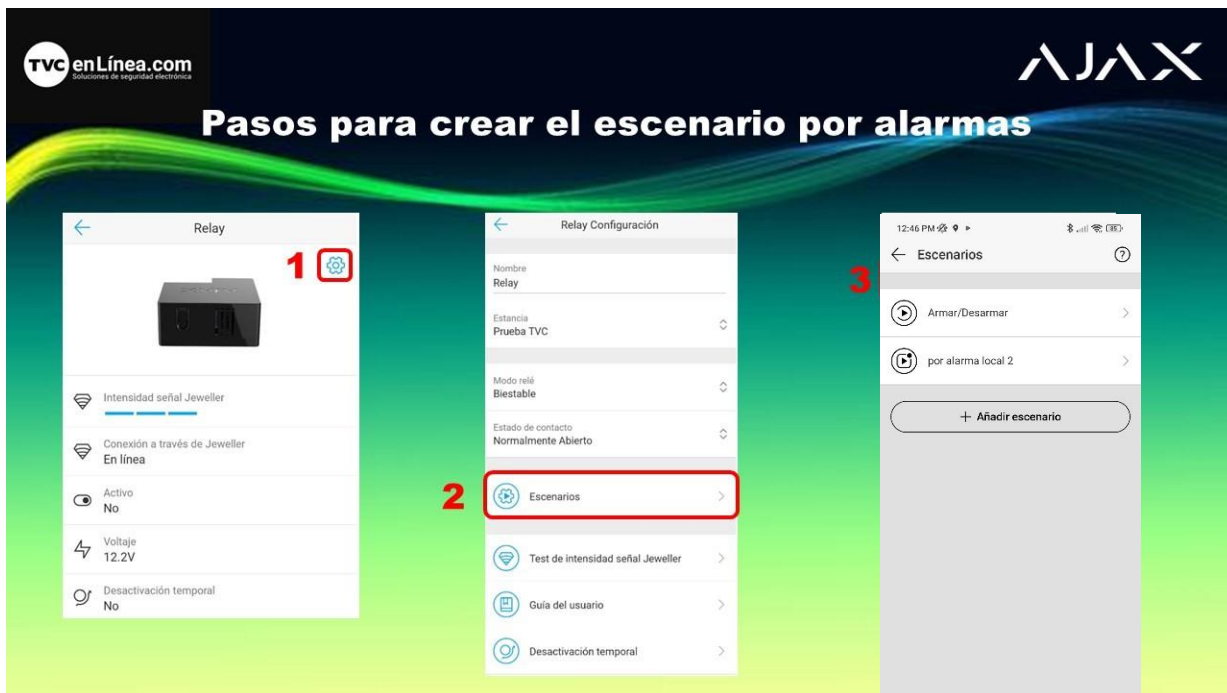 TVC enLínea.com
Soluciones de seguridad electrónica
AJAX
Pasos para crear el escenario por alarmas
Relay
1
Intensidad señal Jeweller
Conexión a través de Jeweller
En línea
Activo
No
Voltaje
12.2V
Desactivación temporal
No
Relay Configuración
Nombre
Relay
Estancia
Prueba TVC
Modo relé
Biestable
Estado de contacto
Normalmente Abierto
2
Escenarios
Test de intensidad señal Jeweller
Guía del usuario
Desactivación temporal
3
12:46 PM
Escenarios
Armar/Desarmar
por alarma local 2
+ Añadir escenario